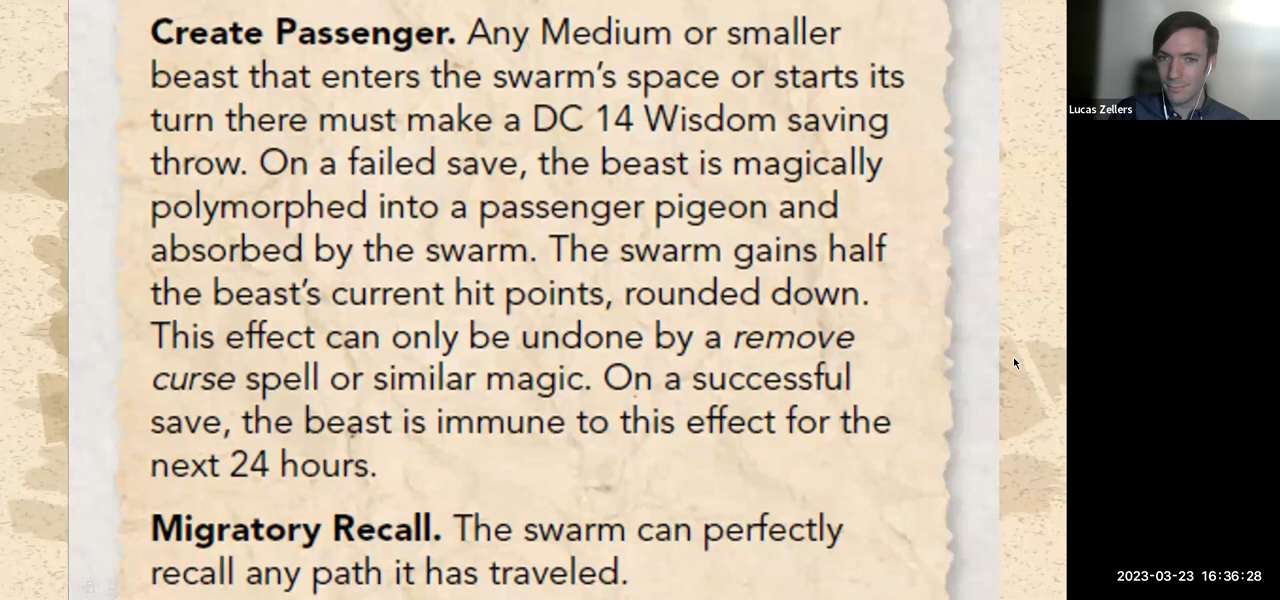 Create Passenger. Any Medium or smaller
beast that enters the swarm's space or starts its
turn there must make a DC 14 Wisdom saving
throw. On a failed save, the beast is magically
polymorphed into a passenger pigeon and
absorbed by the swarm. The swarm gains half
the beast's current hit points, rounded down.
This effect can only be undone by a remove
curse spell or similar magic. On a successful
save, the beast is immune to this effect for the
next 24 hours.
Migratory Recall. The swarm can perfectly
recall any path it has traveled.
Lucas Zellers
2023-03-23 16:36:28